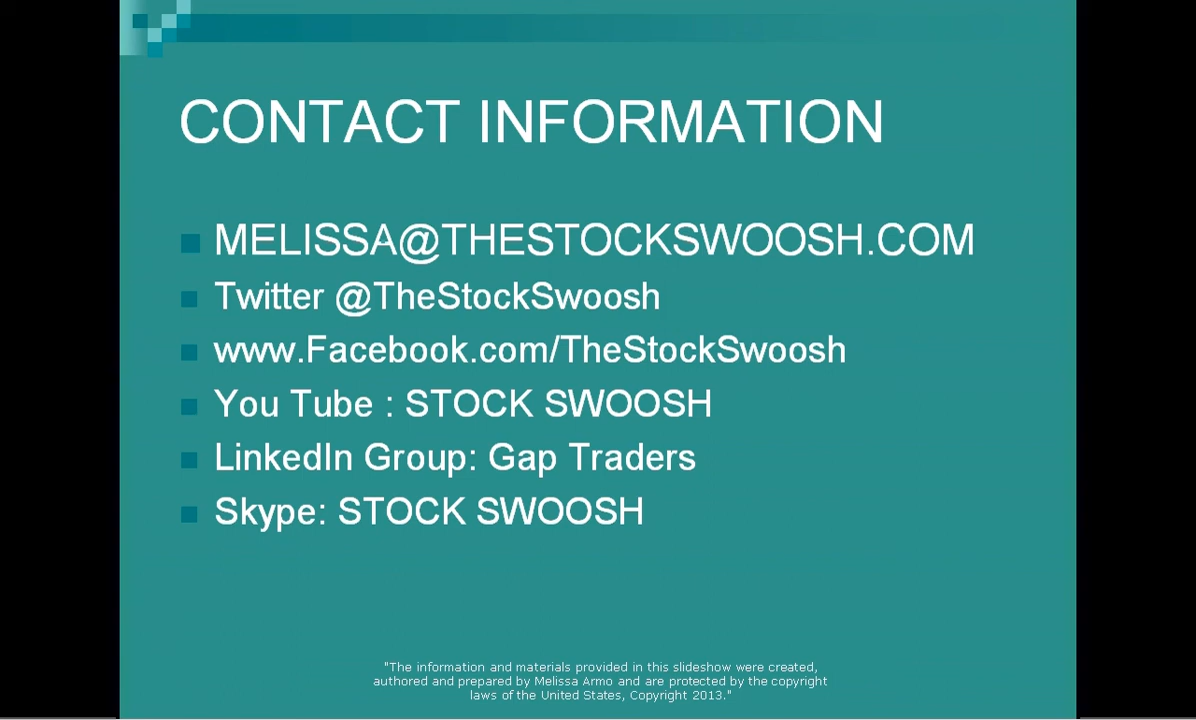 CONTACT INFORMATION
MELISSA@THESTOCKSWOOSH.COM
Twitter @TheStockSwoosh
www.Facebook.com/TheStockSwoosh
You Tube : STOCK SWOOSH
LinkedIn Group: Gap Traders
Skype: STOCK SWOOSH
"The information and materials provided in this slideshow were created,
authored and prepared by Melissa Armo and are protected by the copyright
laws of the United States, Copyright 2013."